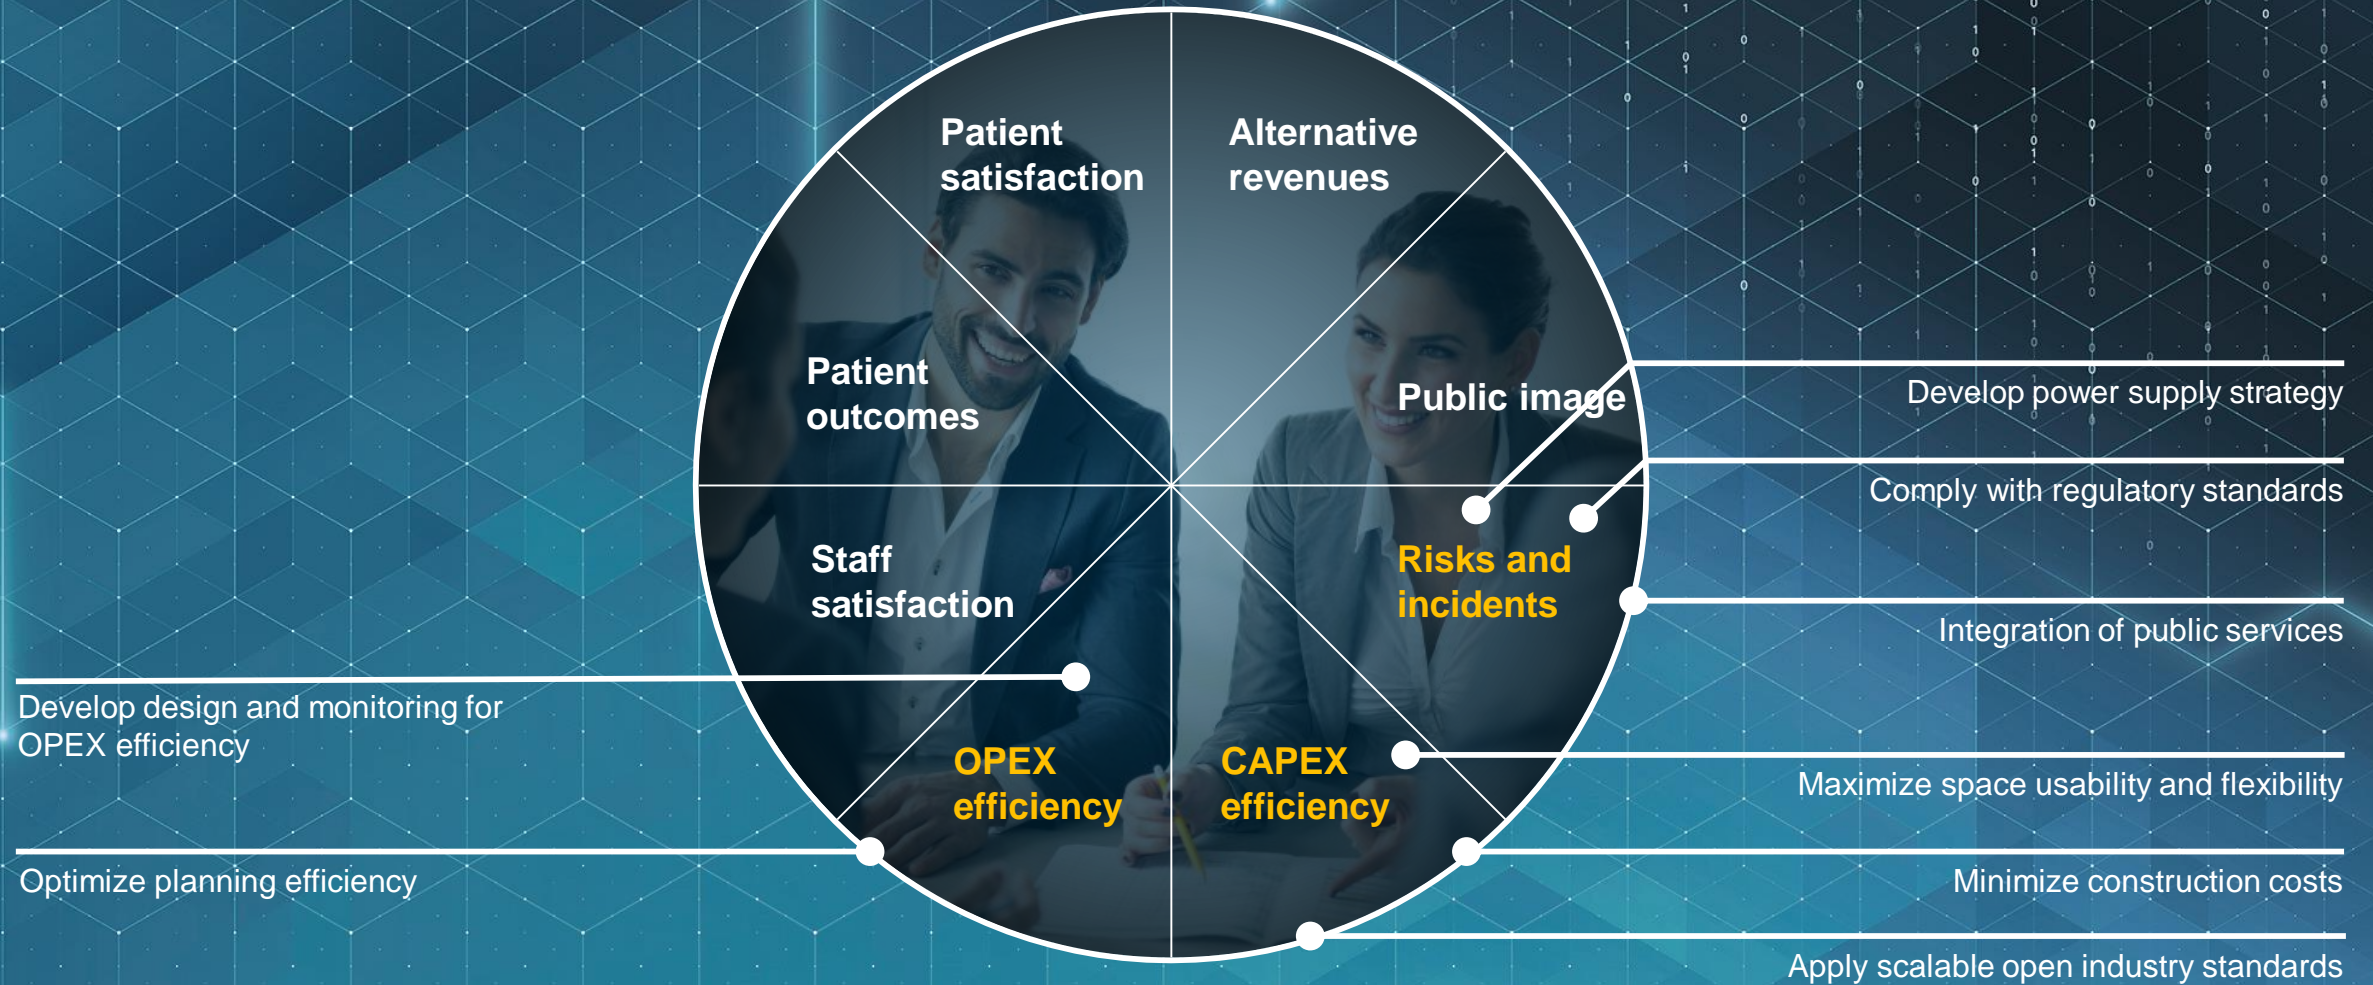 Patient
satisfaction
Alternative
revenues
Patient
outcomes
Public image
Staff
satisfaction
Risks and
incidents
OPEX
efficiency
CAPEX
efficiency
Develop design and monitoring for
OPEX efficiency
Optimize planning efficiency
Develop power supply strategy
Comply with regulatory standards
Integration of public services
Maximize space usability and flexibility
Minimize construction costs
Apply scalable open industry standards